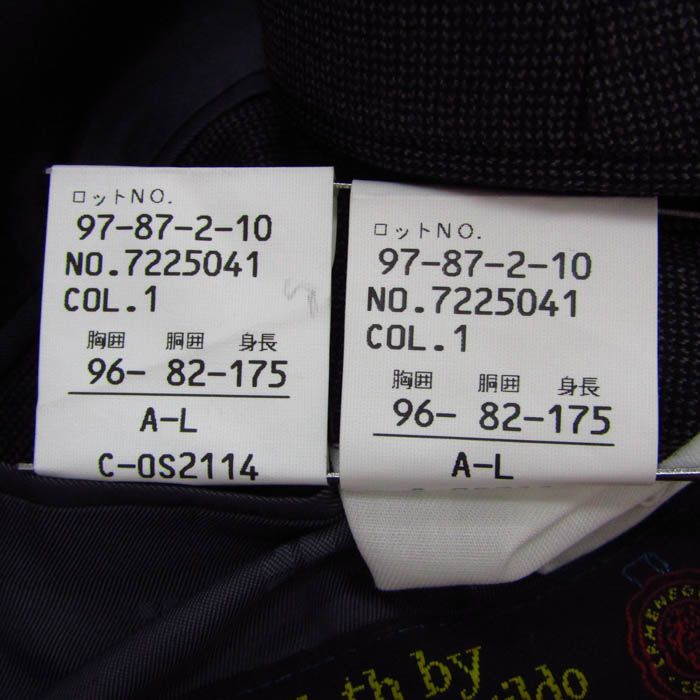 ロットNO.
97-87-2-10
NO.7225041
COL.1
胸囲 胴囲 身長
96- 82-175
A-L
C-OS2114
ロットNO.
97-87-2-10
NO.7225041
COL.1
胸囲 胴囲 身長
96- 82-175
A-L
by